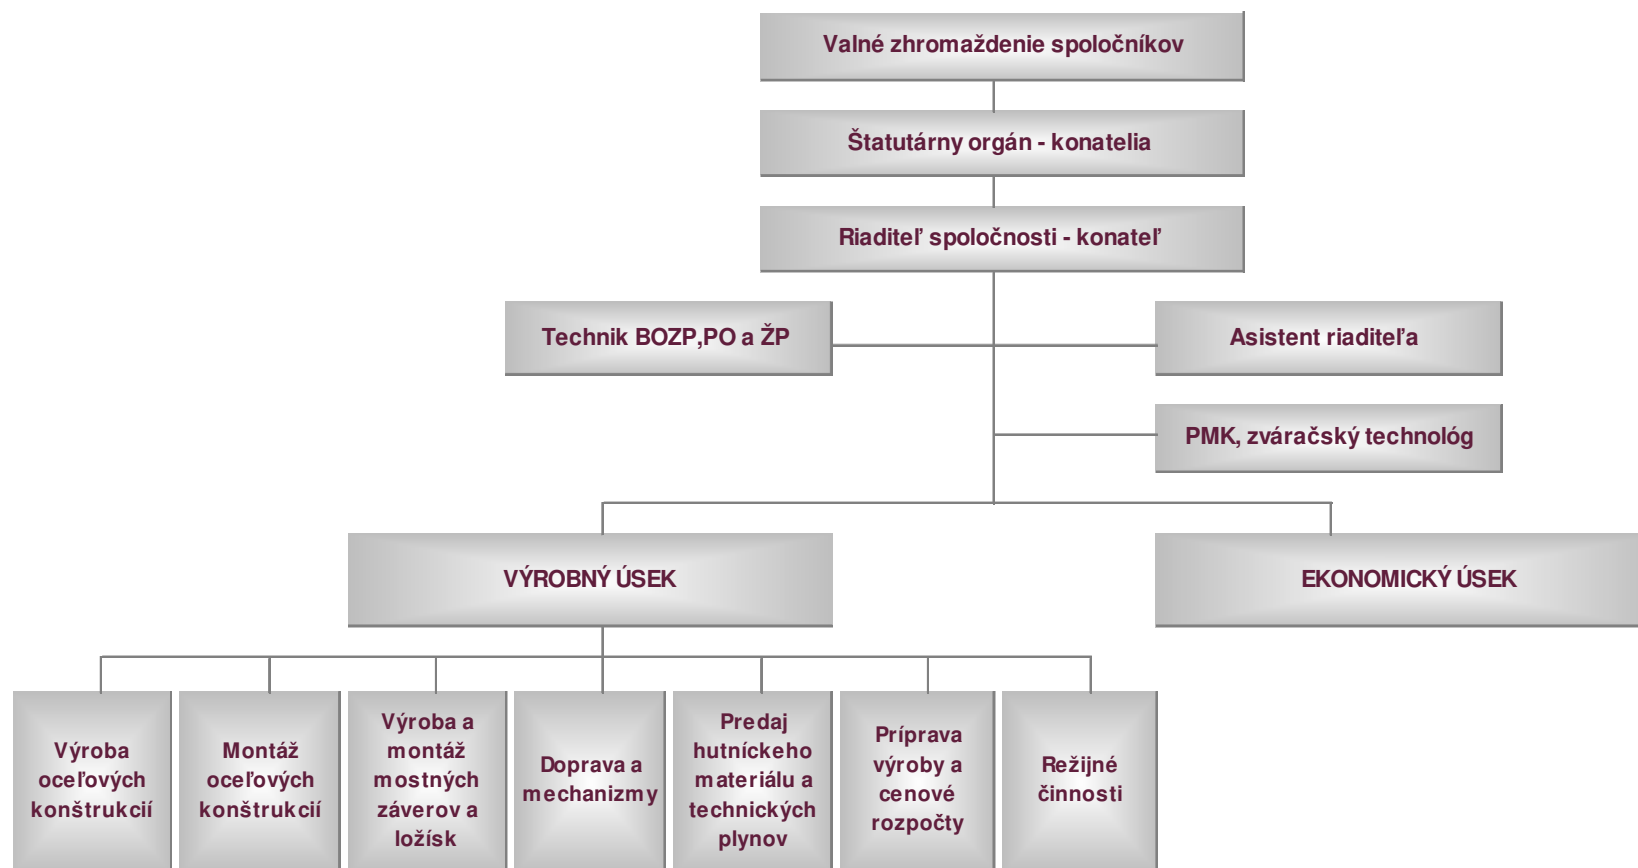 Valné zhromaždenie spoločníkov
Štatutárny orgán - konatelia
Riaditeľ spoločnosti - konateľ
Technik BOZP,PO a ŽP
Asistent riaditeľa
PMK, zváračský technológ
VÝROBNÝ ÚSEK
EKONOMICKÝ ÚSEK
Výroba
oceľových
konštrukcií
Montáž
oceľových
konštrukcií
Výroba a
montáž
mostných
záverov a
ložísk
Doprava a
mechanizmy
Predaj
hutníckeho
materiálu a
technických
plynov
Príprava
výroby a
cenové
rozpočty
Režijné
činnosti